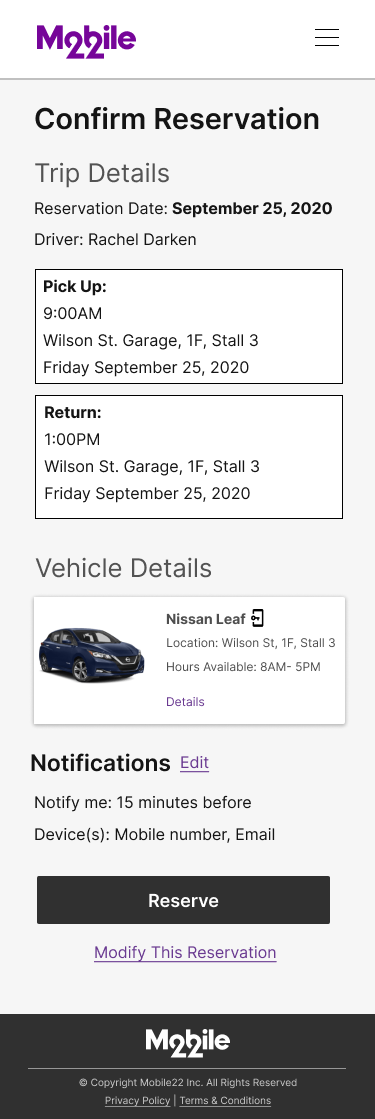 Mobile
22
Confirm Reservation
Trip Details
Reservation Date: September 25, 2020
Driver: Rachel Darken
Pick Up:
9:00AM
Wilson St. Garage, 1F, Stall 3
Friday September 25, 2020
Return:
1:00PM
Wilson St. Garage, 1F, Stall 3
Friday September 25, 2020
Vehicle Details
Nissan Leaf
Location: Wilson St, 1F, Stall 3
Hours Available: 8AM- 5PM
Details
Notifications Edit
Notify me: 15 minutes before
Device(s): Mobile number, Email
Reserve
Modify This Reservation
Mobile
22
© Copyright Mobile22 Inc. All Rights Reserved
Privacy Policy | Terms & Conditions